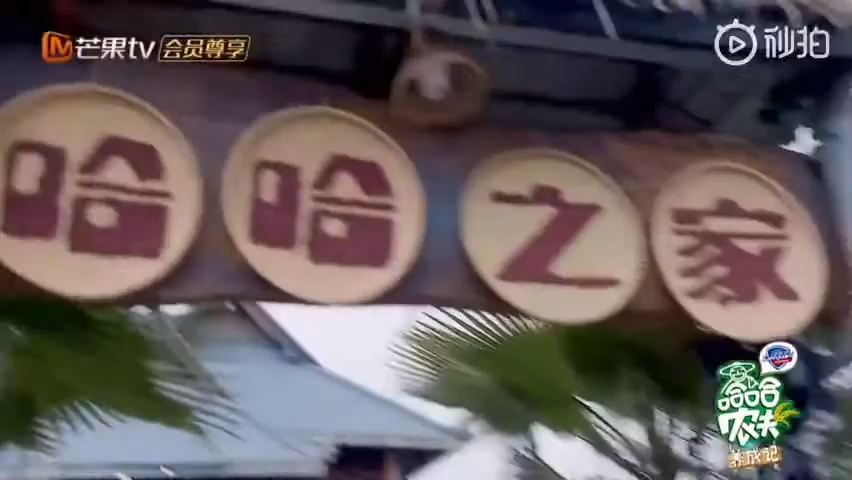 芒果tv 会员尊享
秒拍
哈哈之家
哈哈
农夫
养成记